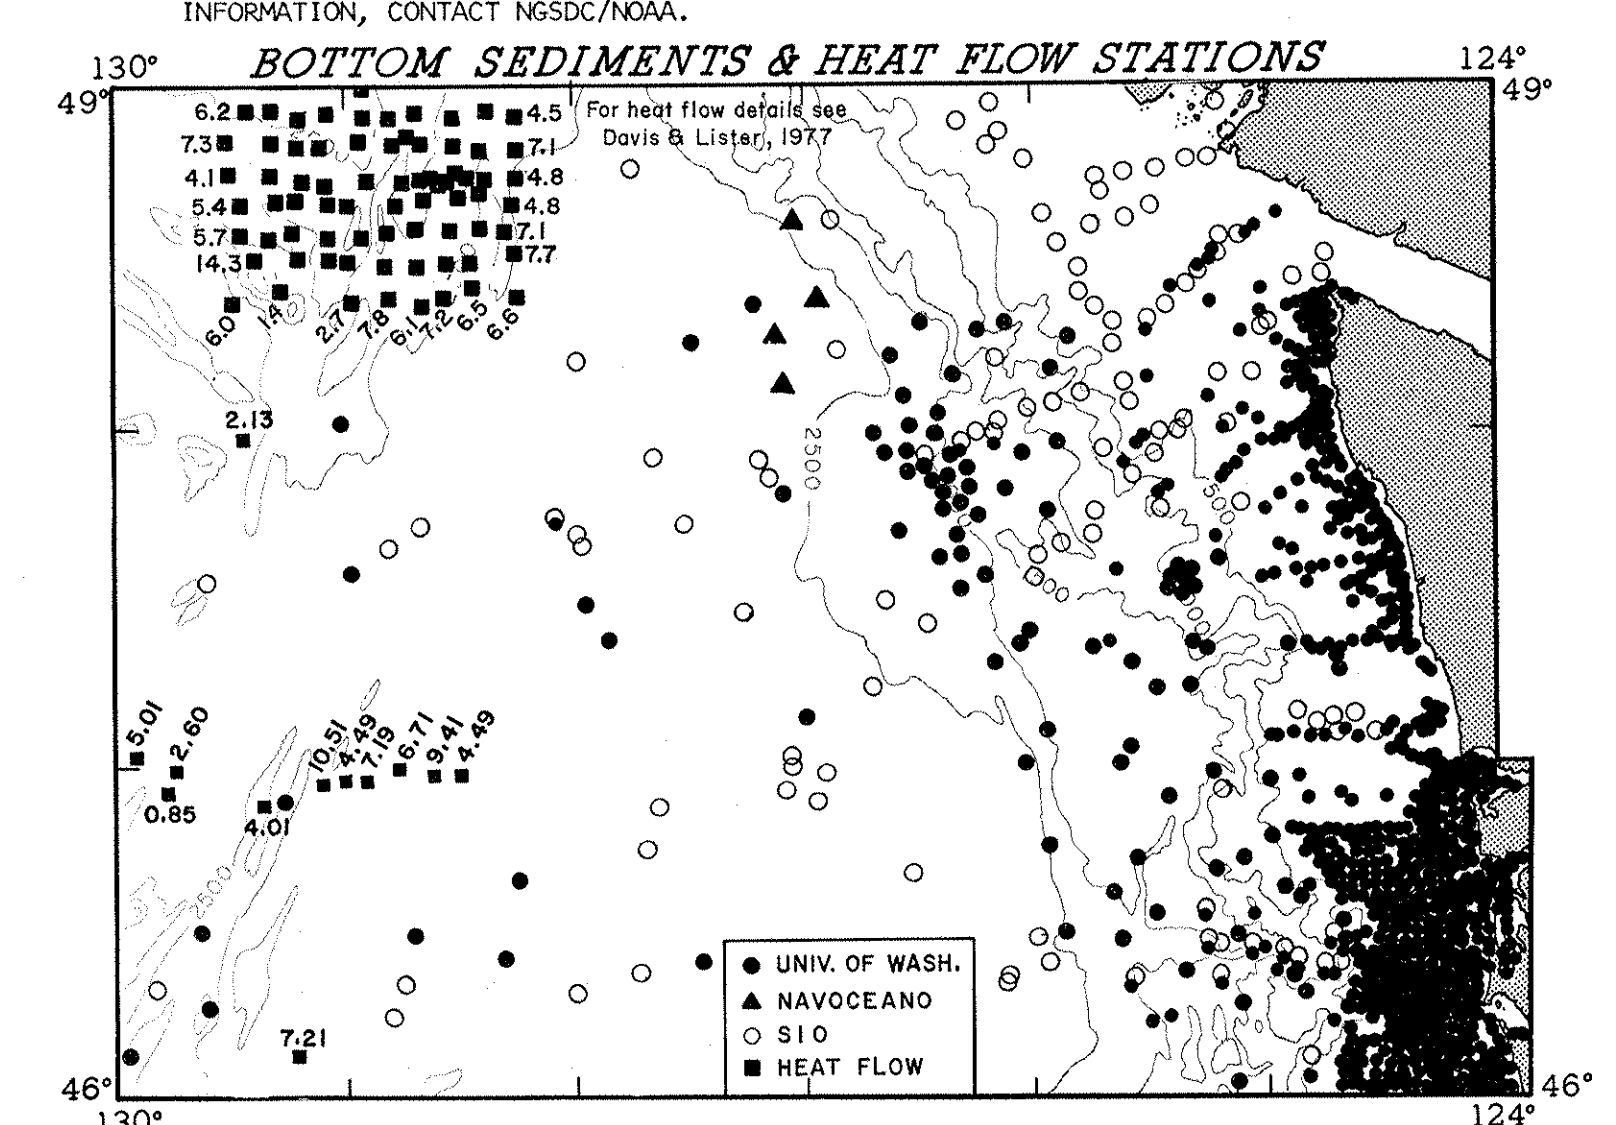 INFORMATION, CONTACT NGSDC/NOAA.
BOTTOM SEDIMENTS & HEAT FLOW STATIONS
130° 124°
49° 49°
For heat flow details see
Davis & Lister, 1977
6.2 4.5
7.3 7.1
4.1 4.8
5.4 4.8
5.7 7.1
14.3 7.7
6.0 1.4 2.7 7.8 6.1 7.2 6.5 6.6
2.13
2500
500
5.01 2.60
10.51 4.49 7.19 6.71 9.41 4.49
0.85
4.01
7.21
UNIV. OF WASH.
NAVOCEANO
SIO
HEAT FLOW
46° 46°
130° 124°